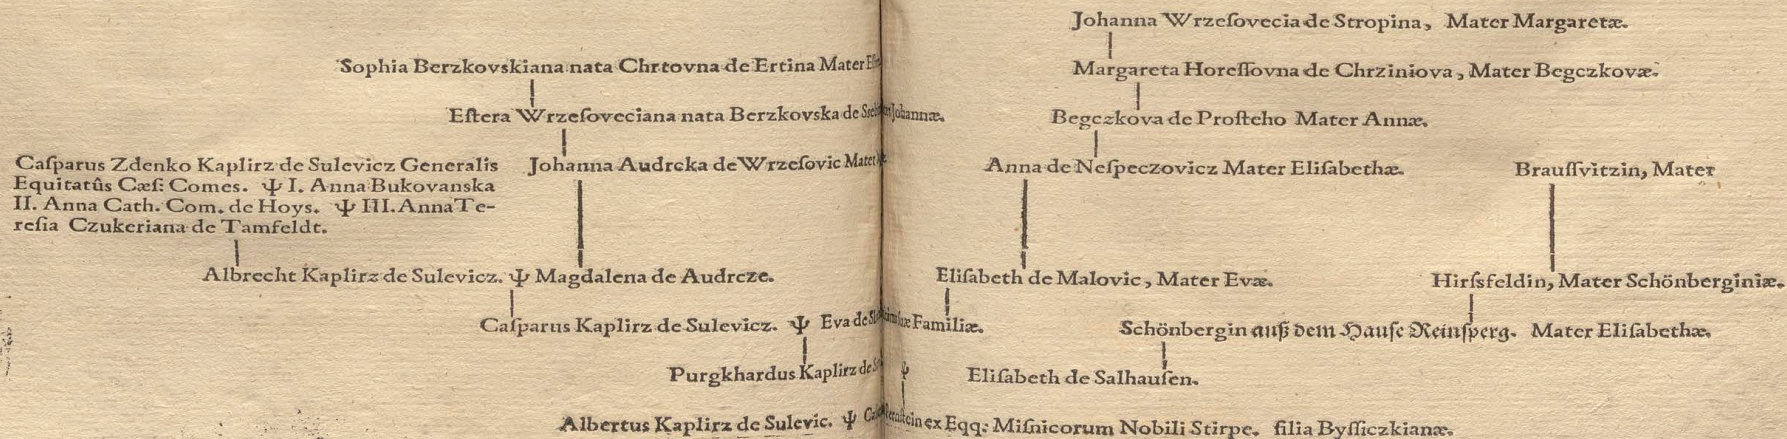 Johanna Wrzeſovecia de Stropina, Mater Margaretæ.
Sophia Berzkovskiana nata Chrtovna de Ertina Mater
Margareta Horeſſovna de Chrziniova, Mater Begczkovæ.
Eſtera Wrzeſoveciana nata Berzkovska de Johannæ.
Begczkova de Proſteho Mater Annæ.
Caſparus Zdenko Kaplirz de Sulevicz Generalis
Equitatûs Cæſ: Comes. Ψ I. Anna Bukovanska
II. Anna Cath. Com. de Hoys. Ψ III. Anna Te-
reſia Czukeriana de Tamfeldt.
Johanna Audrcka de Wrzeſovic Mater
Anna de Neſpeczovicz Mater Eliſabethæ.
Brauſſvitzin, Mater
Albrecht Kaplirz de Sulevicz. Ψ Magdalena de Audrcze.
Eliſabeth de Malovic, Mater Evæ.
Hirſsfeldin, Mater Schönberginiæ.
Caſparus Kaplirz de Sulevicz. Ψ Eva de Familiæ.
Schönbergin auß dem Hauſe Reinſperg. Mater Eliſabethæ.
Purgkhardus Kaplirz de Ψ Eliſabeth de Salhauſen.
Albertus Kaplirz de Sulevic. Ψ ex Eqq: Miſnicorum Nobili Stirpe. filia Byſſiczkianæ.